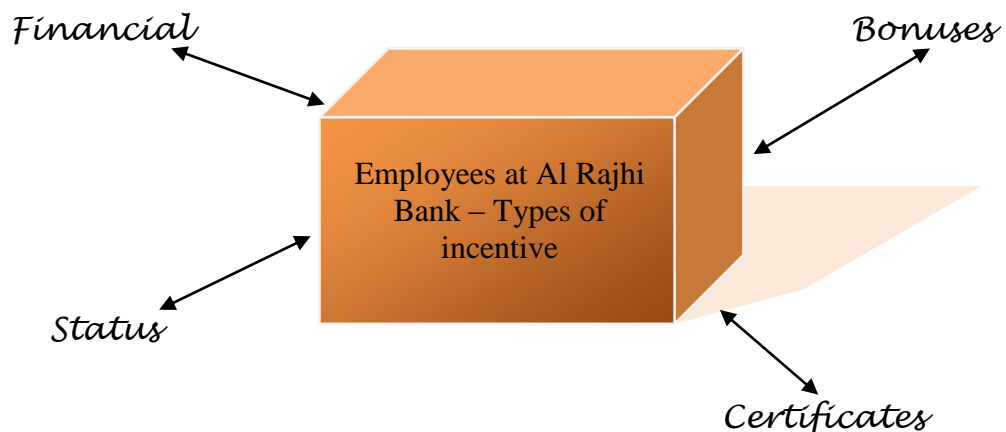 Financial
Bonuses
Employees at Al Rajhi
Bank – Types of
incentive
Status
Certificates